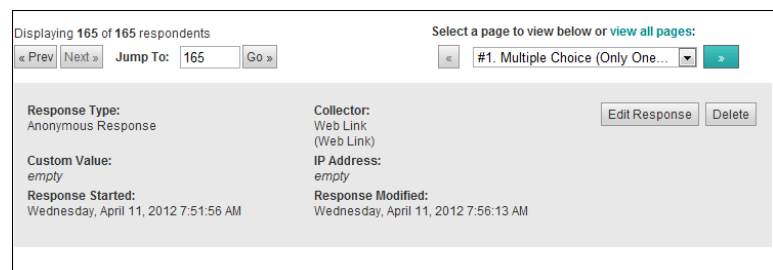 Displaying 165 of 165 respondents
Select a page to view below or view all pages:
« Prev Next » Jump To: 165 Go »
« #1. Multiple Choice (Only One... »
Response Type:
Anonymous Response
Collector:
Web Link
(Web Link)
Edit Response Delete
Custom Value:
empty
IP Address:
empty
Response Started:
Wednesday, April 11, 2012 7:51:56 AM
Response Modified:
Wednesday, April 11, 2012 7:56:13 AM